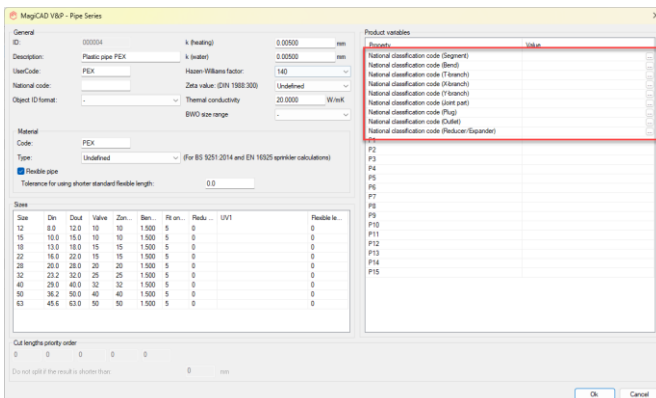 MagiCAD V&P - Pipe Series
General
ID: 000004 k (heating) 0.00500 mm
Description: Plastic pipe PEX k (water) 0.00500 mm
UserCode: PEX Hazen-Williams factor: 140
National code: Zeta value: (DIN 1988:300) Undefined
Object ID format: - Thermal conductivity 20.0000 W/mK
BWO size range -
Material
Code: PEX
Type: Undefined (For BS 9251:2014 and EN 16925 sprinkler calculations)
Flexible pipe
Tolerance for using shorter standard flexible length: 0.0
Sizes
Size Din Dout Valve Zon... Ben... Fit on... Redu ... UV1 Flexible le...
12 8.0 12.0 10 10 1.500 5 0 0
15 10.0 15.0 10 10 1.500 5 0 0
18 13.0 18.0 15 15 1.500 5 0 0
22 16.0 22.0 15 15 1.500 5 0 0
28 20.0 28.0 20 20 1.500 5 0 0
32 23.2 32.0 25 25 1.500 5 0 0
40 29.0 40.0 32 32 1.500 5 0 0
50 36.2 50.0 40 40 1.500 5 0 0
63 45.6 63.0 50 50 1.500 5 0 0
Cut lengths priority order
0 0 0 0 0
Do not split if the result is shorter than: 0 mm
Product variables
Property Value
National classification code (Segment)
National classification code (Bend)
National classification code (T-branch)
National classification code (X-branch)
National classification code (Y-branch)
National classification code (Joint part)
National classification code (Plug)
National classification code (Outlet)
National classification code (Reducer/Expander)
P1
P2
P3
P4
P5
P6
P7
P8
P9
P10
P11
P12
P13
P14
P15
Ok Cancel